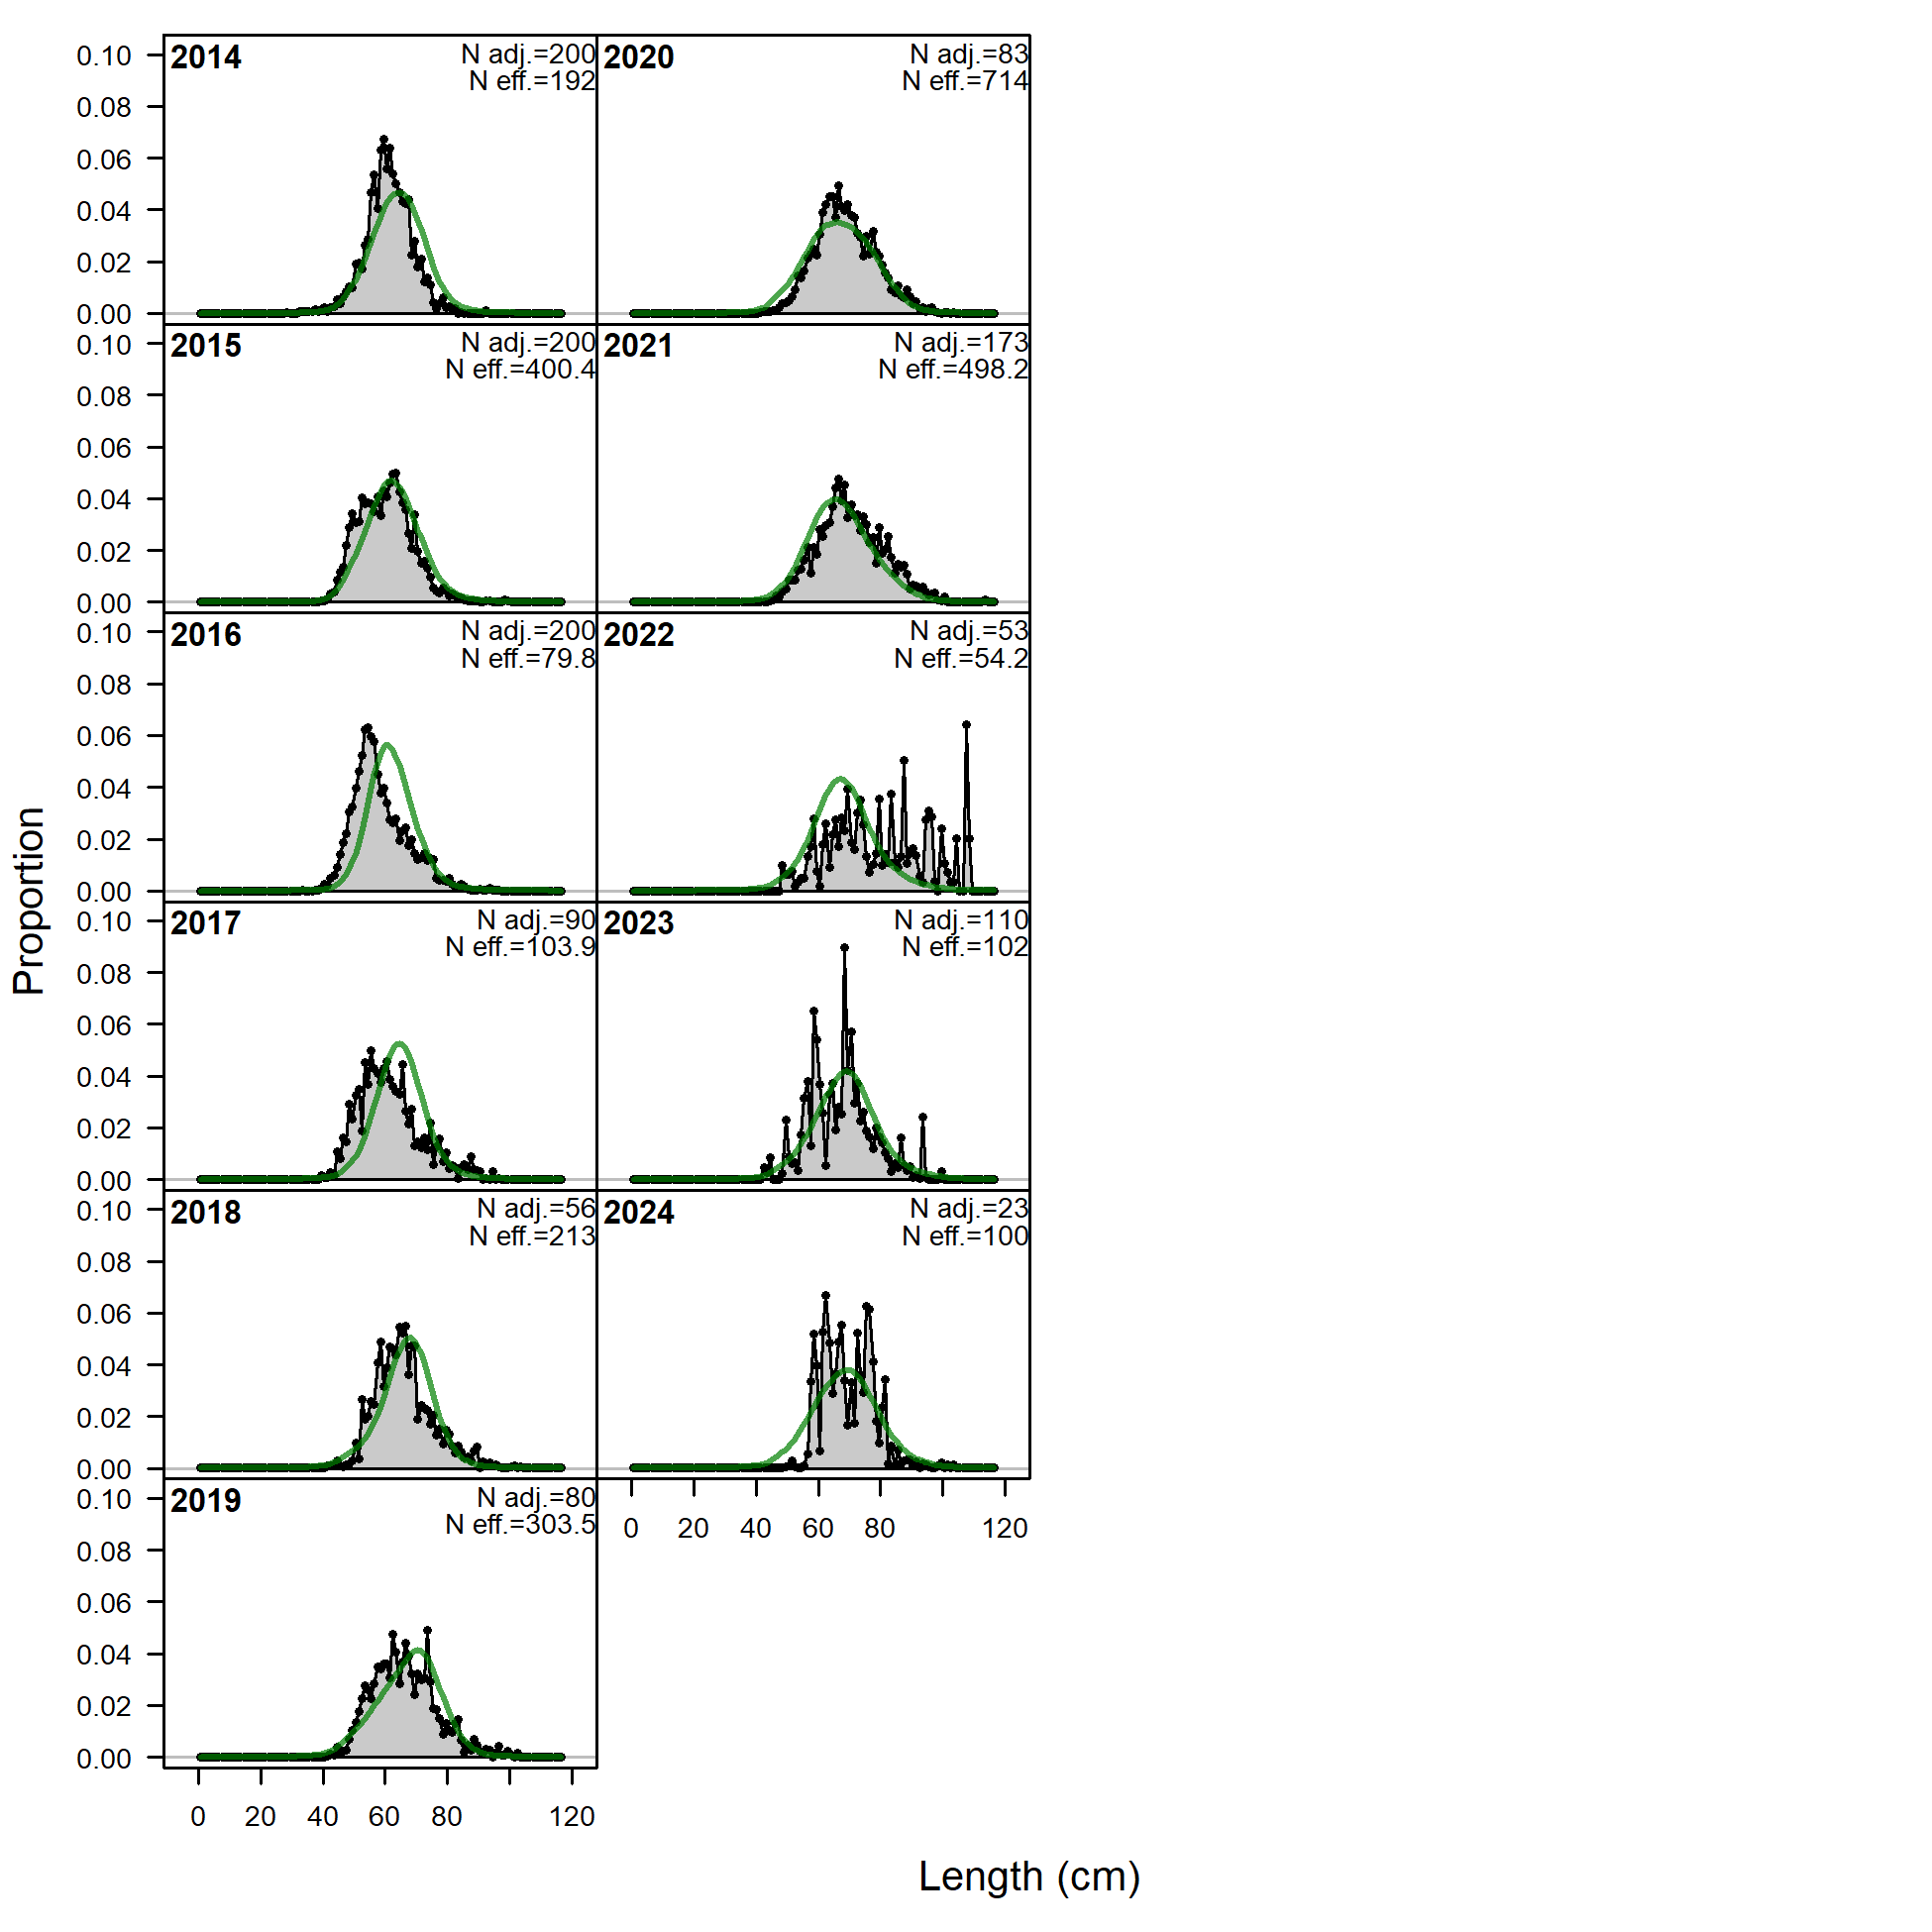 Proportion
2014
N adj.=200
N eff.=192
0.10
0.08
0.06
0.04
0.02
0.00
2015
N adj.=200
N eff.=400.4
0.10
0.08
0.06
0.04
0.02
0.00
2016
N adj.=200
N eff.=79.8
0.10
0.08
0.06
0.04
0.02
0.00
2017
N adj.=90
N eff.=103.9
0.10
0.08
0.06
0.04
0.02
0.00
2018
N adj.=56
N eff.=213
0.10
0.08
0.06
0.04
0.02
0.00
2019
N adj.=80
N eff.=303.5
0.10
0.08
0.06
0.04
0.02
0.00
0 20 40 60 80 120
2020
N adj.=83
N eff.=714
2021
N adj.=173
N eff.=498.2
2022
N adj.=53
N eff.=54.2
2023
N adj.=110
N eff.=102
2024
N adj.=23
N eff.=100
0 20 40 60 80 120
Length (cm)